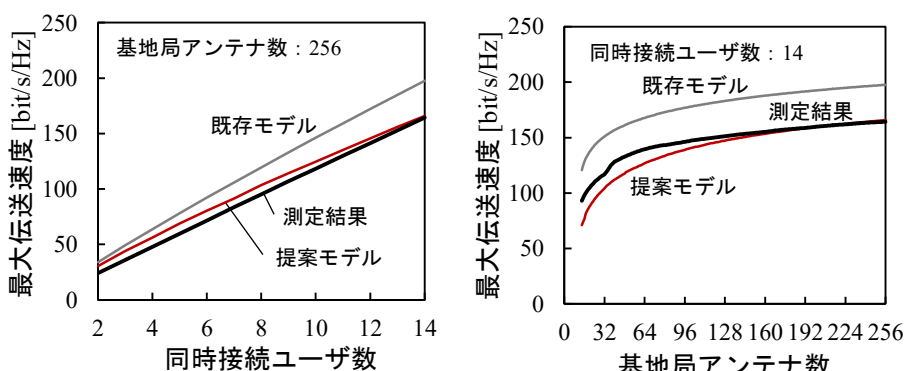 最大伝送速度 [bit/s/Hz]
250
200
150
100
50
0
基地局アンテナ数：256
既存モデル
測定結果
提案モデル
2 4 6 8 10 12 14
同時接続ユーザ数
最大伝送速度 [bit/s/Hz]
250
200
150
100
50
0
同時接続ユーザ数：14
既存モデル
測定結果
提案モデル
0 32 64 96 128 160 192 224 256
基地局アンテナ数